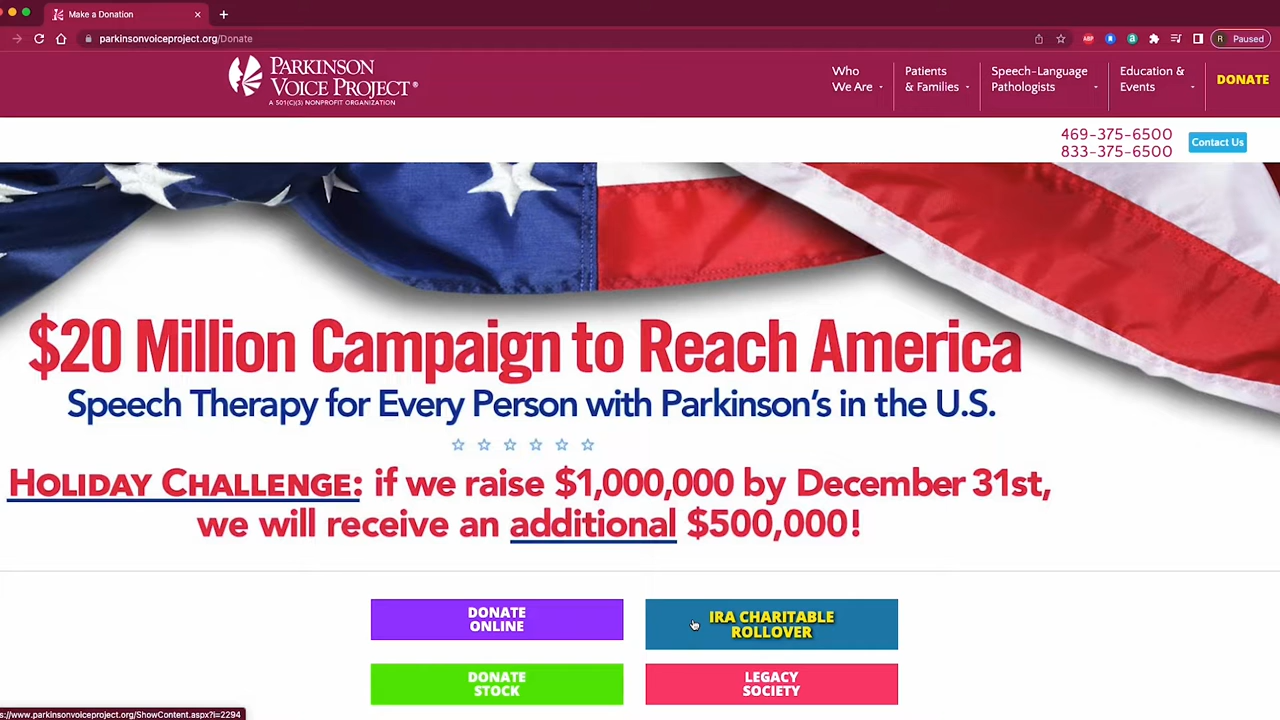 Make a Donation
parkinsonvoiceproject.org/Donate
ABP
a
R Paused
PARKINSON
VOICE PROJECT®
A 501(C)(3) NONPROFIT ORGANIZATION
Who
We Are
Patients
& Families
Speech-Language
Pathologists
Education &
Events
DONATE
469-375-6500
833-375-6500
Contact Us
$20 Million Campaign to Reach America
Speech Therapy for Every Person with Parkinson's in the U.S.
HOLIDAY CHALLENGE: if we raise $1,000,000 by December 31st,
we will receive an additional $500,000!
DONATE
ONLINE
IRA CHARITABLE
ROLLOVER
DONATE
STOCK
LEGACY
SOCIETY
s://www.parkinsonvoiceproject.org/ShowContent.aspx?i=2294